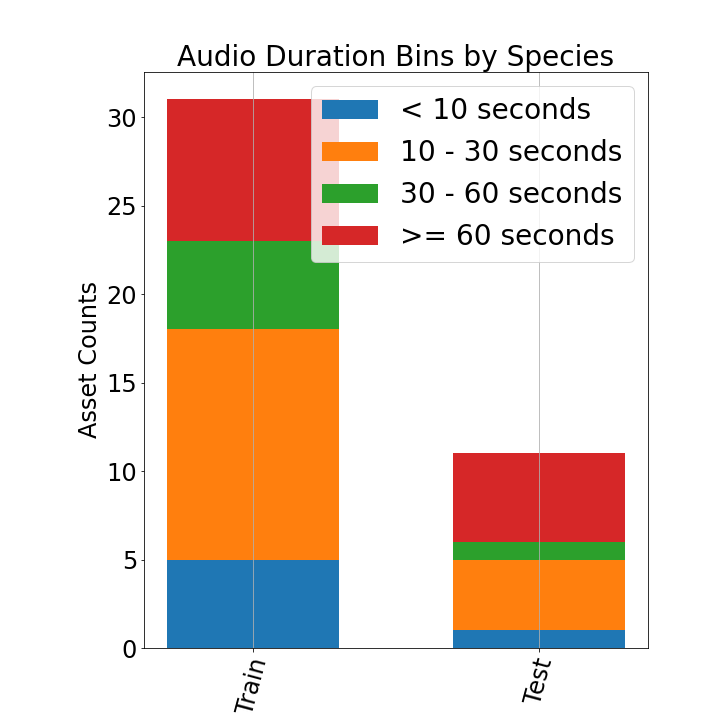 Audio Duration Bins by Species
< 10 seconds
10 - 30 seconds
30 - 60 seconds
>= 60 seconds
Asset Counts
30
25
20
15
10
5
0
Train
Test